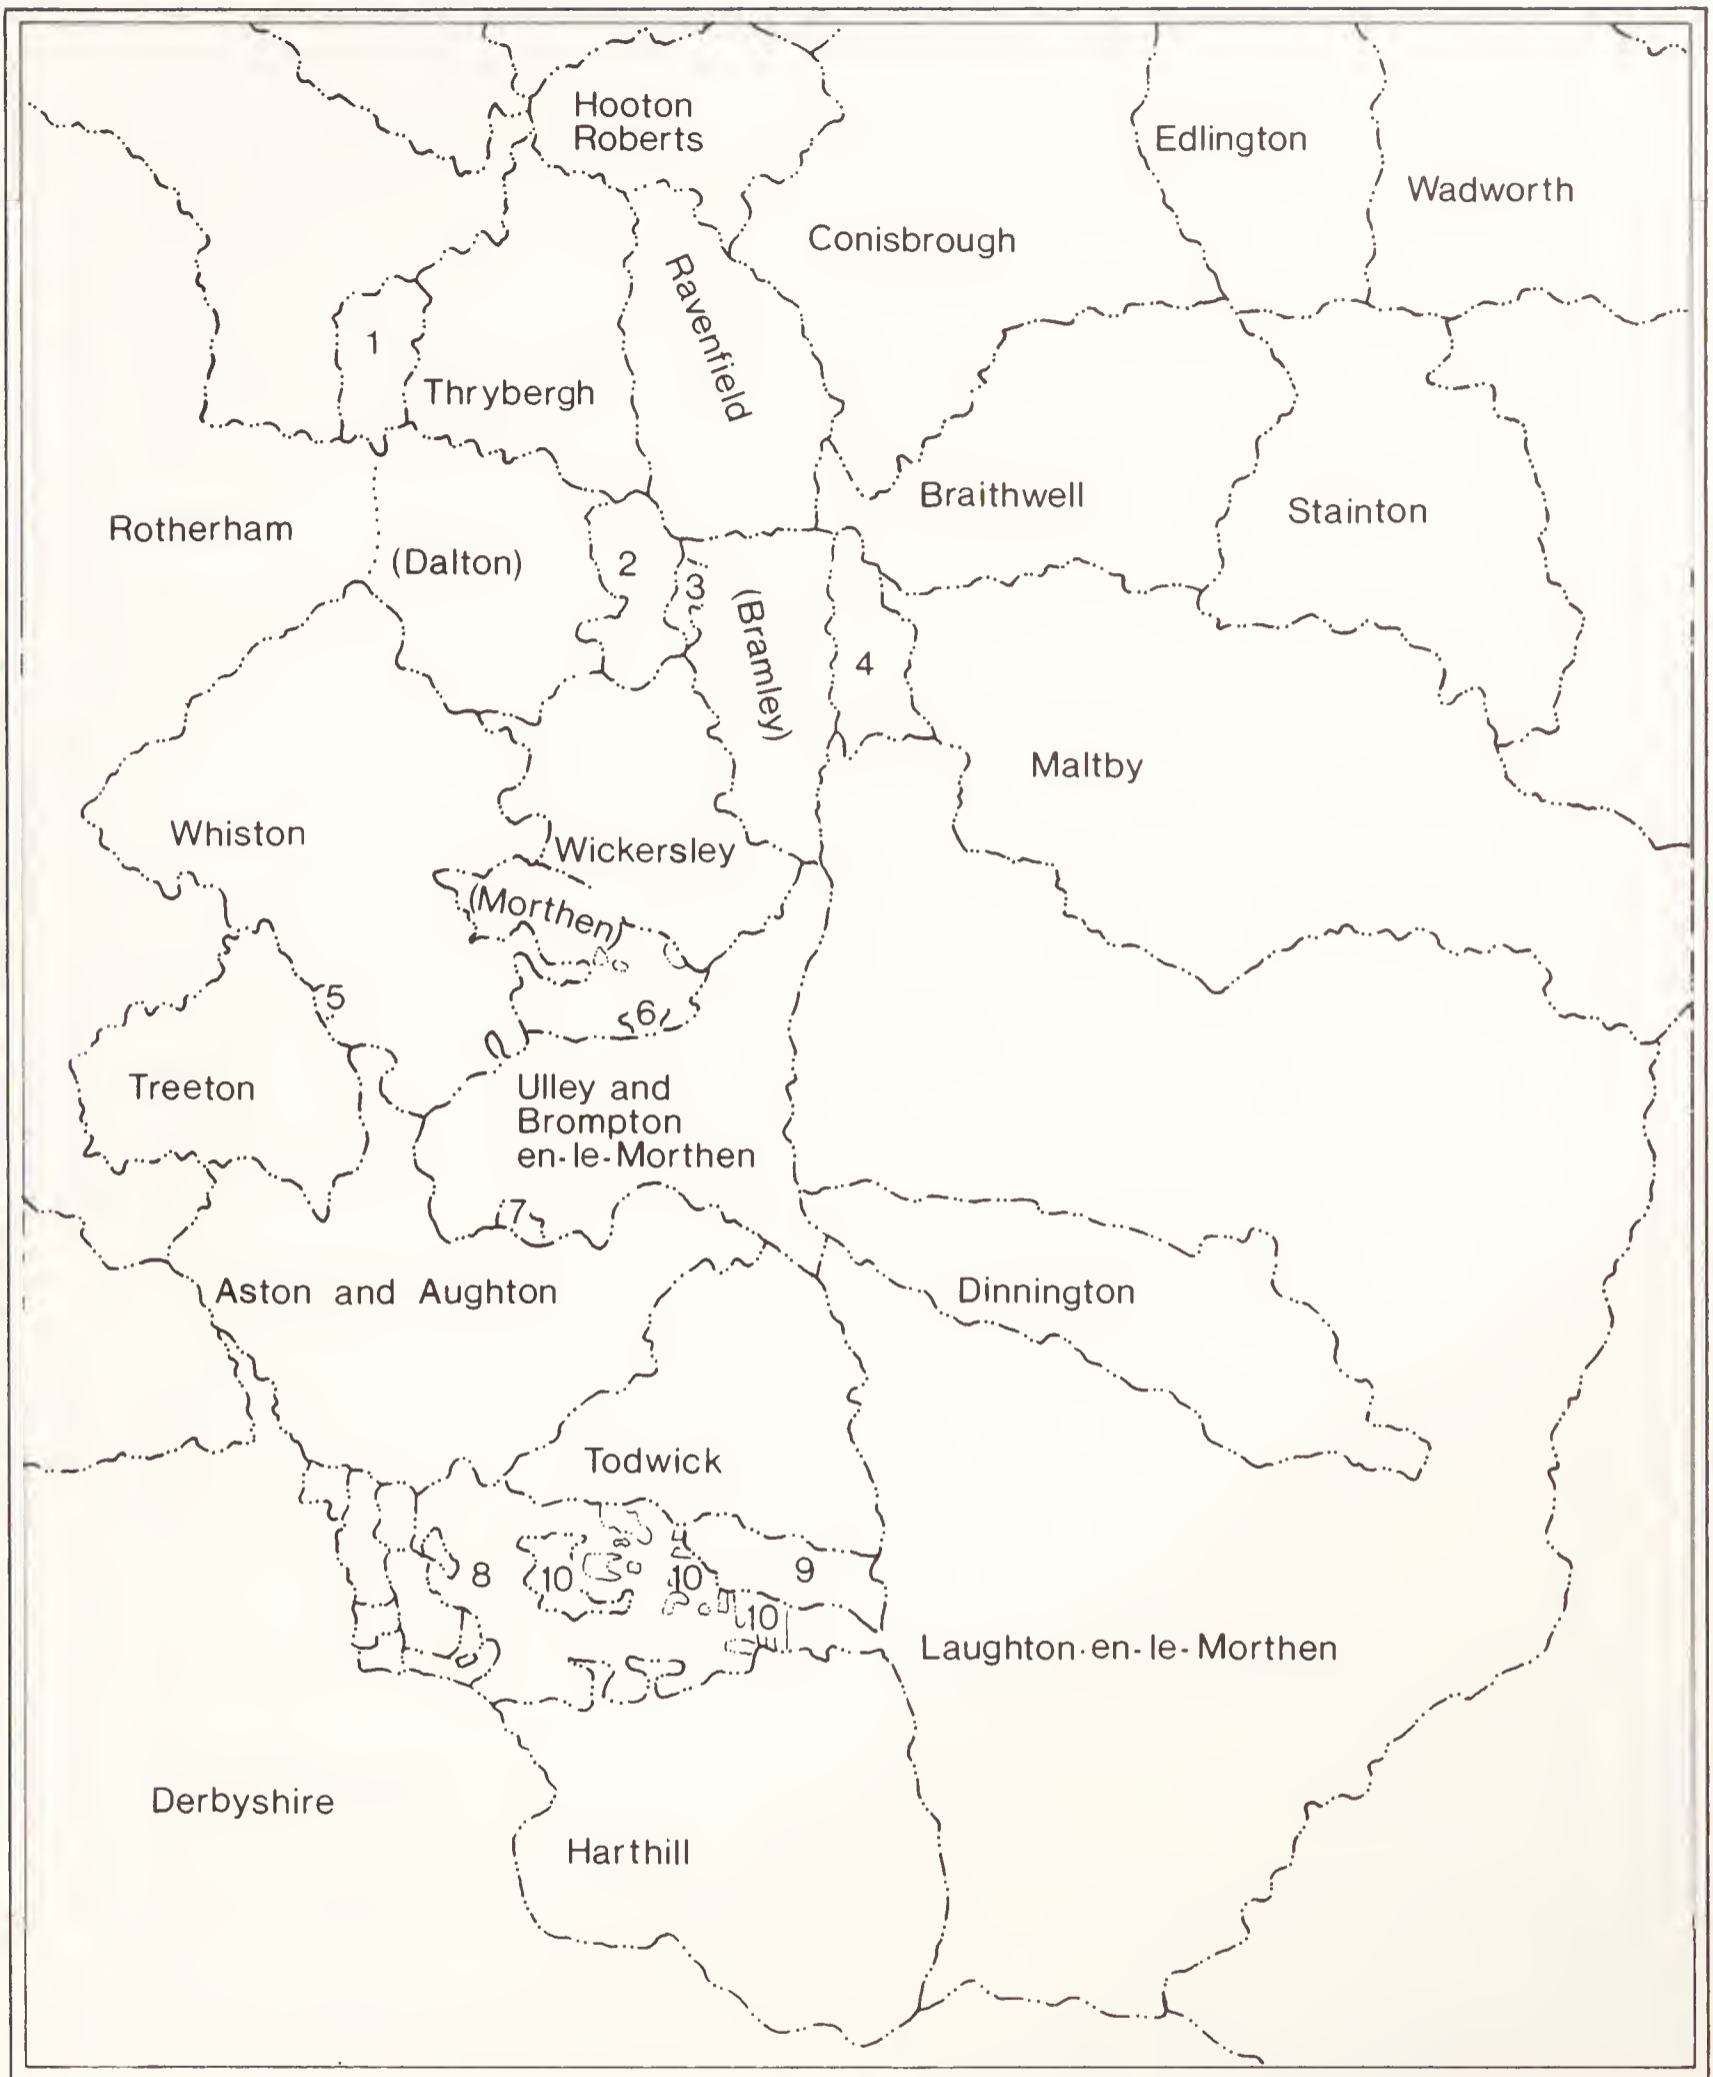 Hooton
Roberts
Edlington
Wadworth
Conisbrough
Ravenfield
1
Thrybergh
Braithwell
Stainton
Rotherham
(Dalton)
2
3
(Bramley)
4
Maltby
Whiston
Wickersley
(Morthen)
5
6
Treeton
Ulley and
Brompton
en-le-Morthen
7
Aston and Aughton
Dinnington
Todwick
8
10
10
9
10
Laughton-en-le-Morthen
Derbyshire
Harthill